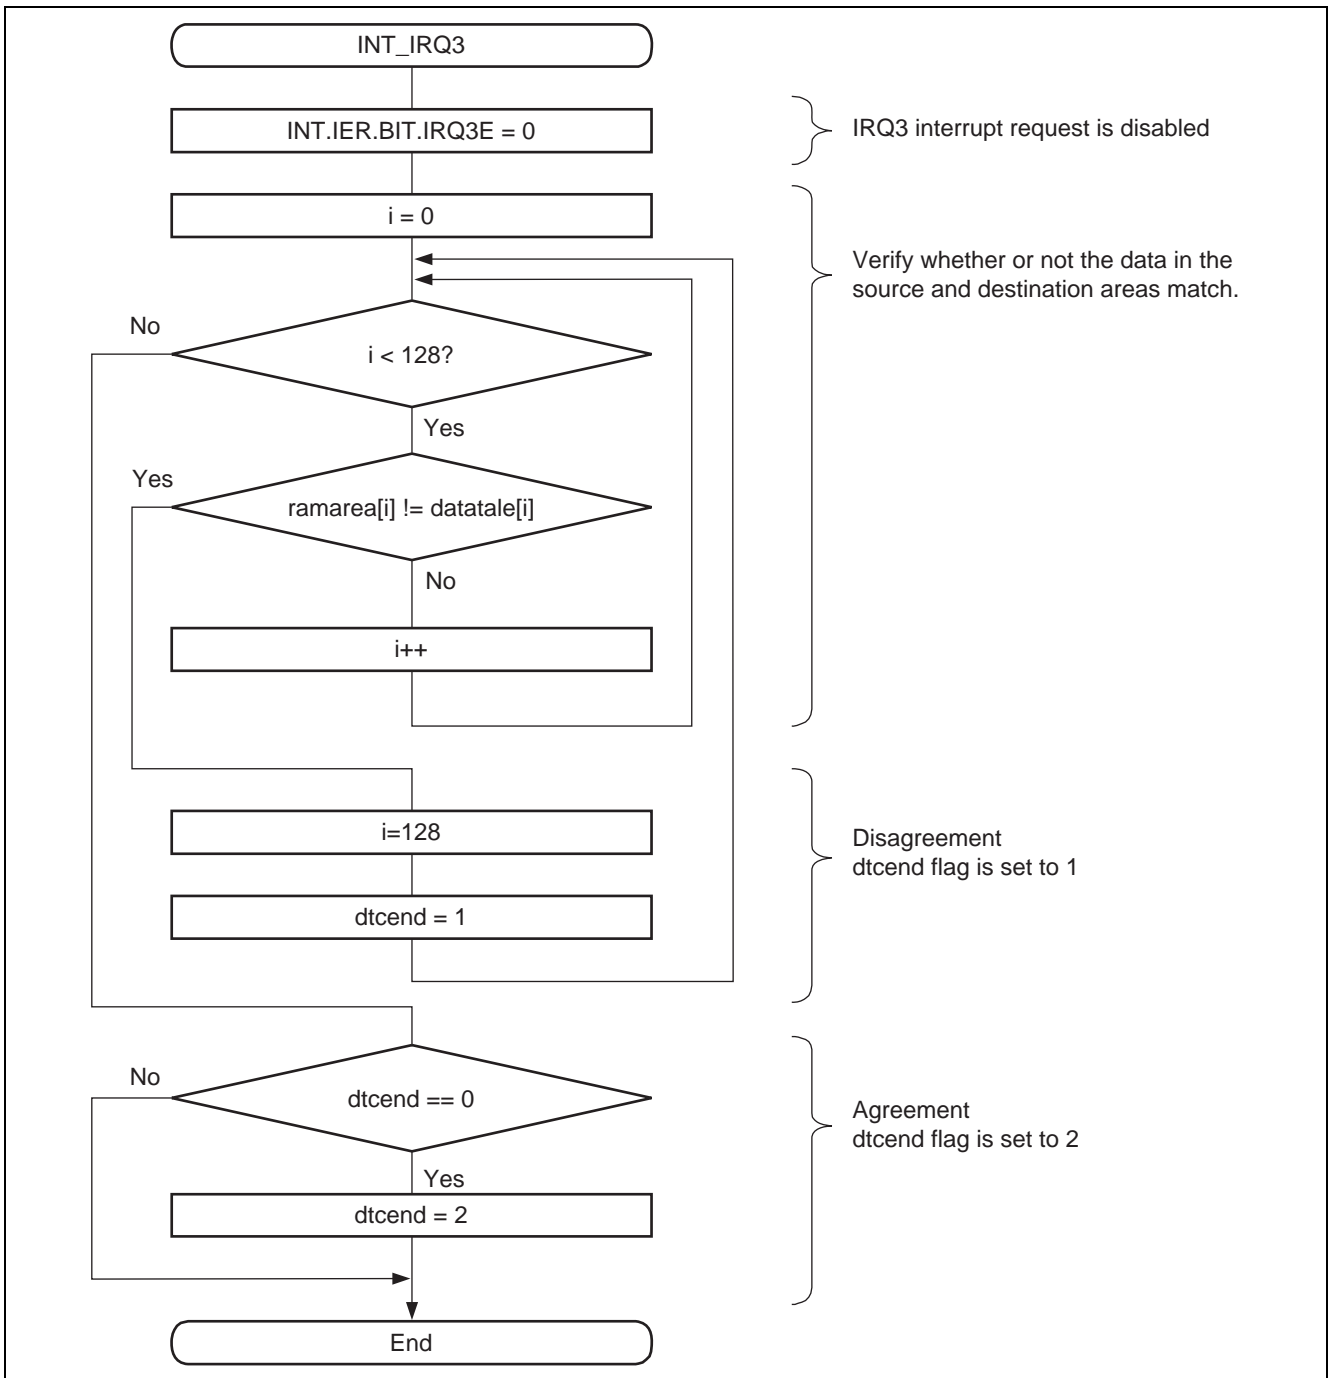 INT_IRQ3
INT.IER.BIT.IRQ3E = 0
IRQ3 interrupt request is disabled
i = 0
Verify whether or not the data in the
source and destination areas match.
No
i < 128?
Yes
Yes
ramarea[i] != datatale[i]
No
i++
i=128
Disagreement
dtcend flag is set to 1
dtcend = 1
No
dtcend == 0
Agreement
dtcend flag is set to 2
Yes
dtcend = 2
End